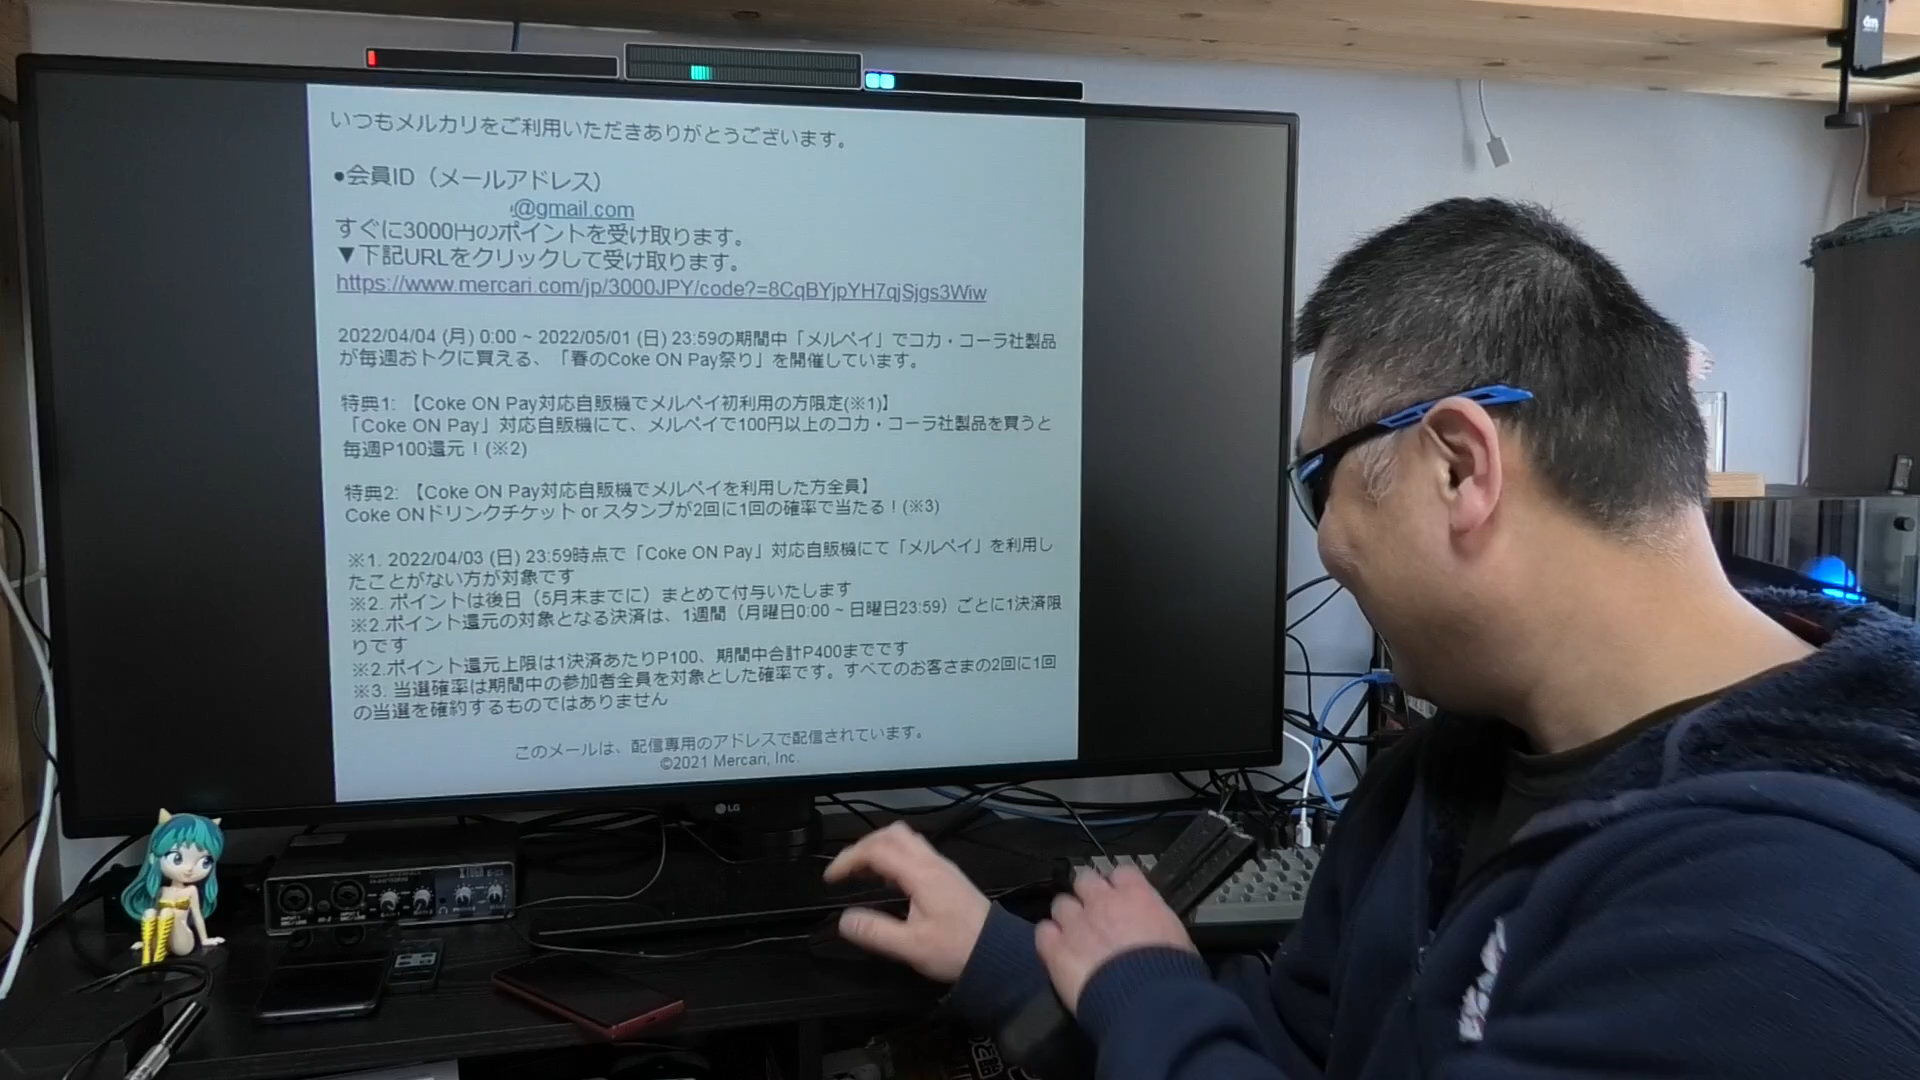 いつもメルカリをご利用いただきありがとうございます。
●会員ID（メールアドレス）
@gmail.com
すぐに3000円のポイントを受け取ります。
▼下記URLをクリックして受け取ります。
https://www.mercari.com/jp/3000JPY/code?=8CqBYjpYH7qjSjgs3Wiw
2022/04/04 (月) 0:00 ~ 2022/05/01 (日) 23:59の期間中「メルペイ」でコカ・コーラ社製品
が毎週おトクに買える、「春のCoke ON Pay祭り」を開催しています。
特典1: 【Coke ON Pay対応自販機でメルペイ初利用の方限定(※1)】
「Coke ON Pay」対応自販機にて、メルペイで100円以上のコカ・コーラ社製品を買うと
毎週P100還元！(※2)
特典2: 【Coke ON Pay対応自販機でメルペイを利用した方全員】
Coke ONドリンクチケット or スタンプが2回に1回の確率で当たる！(※3)
※1. 2022/04/03 (日) 23:59時点で「Coke ON Pay」対応自販機にて「メルペイ」を利用し
たことがない方が対象です
※2. ポイントは後日（5月末までに）まとめて付与いたします
※2.ポイント還元の対象となる決済は、1週間（月曜日0:00 ~ 日曜日23:59）ごとに1決済限
りです
※2.ポイント還元上限は1決済あたりP100、期間中合計P400までです
※3. 当選確率は期間中の参加者全員を対象とした確率です。すべてのお客さまの2回に1回
の当選を確約するものではありません
このメールは、配信専用のアドレスで配信されています。
©2021 Mercari, Inc.
LG